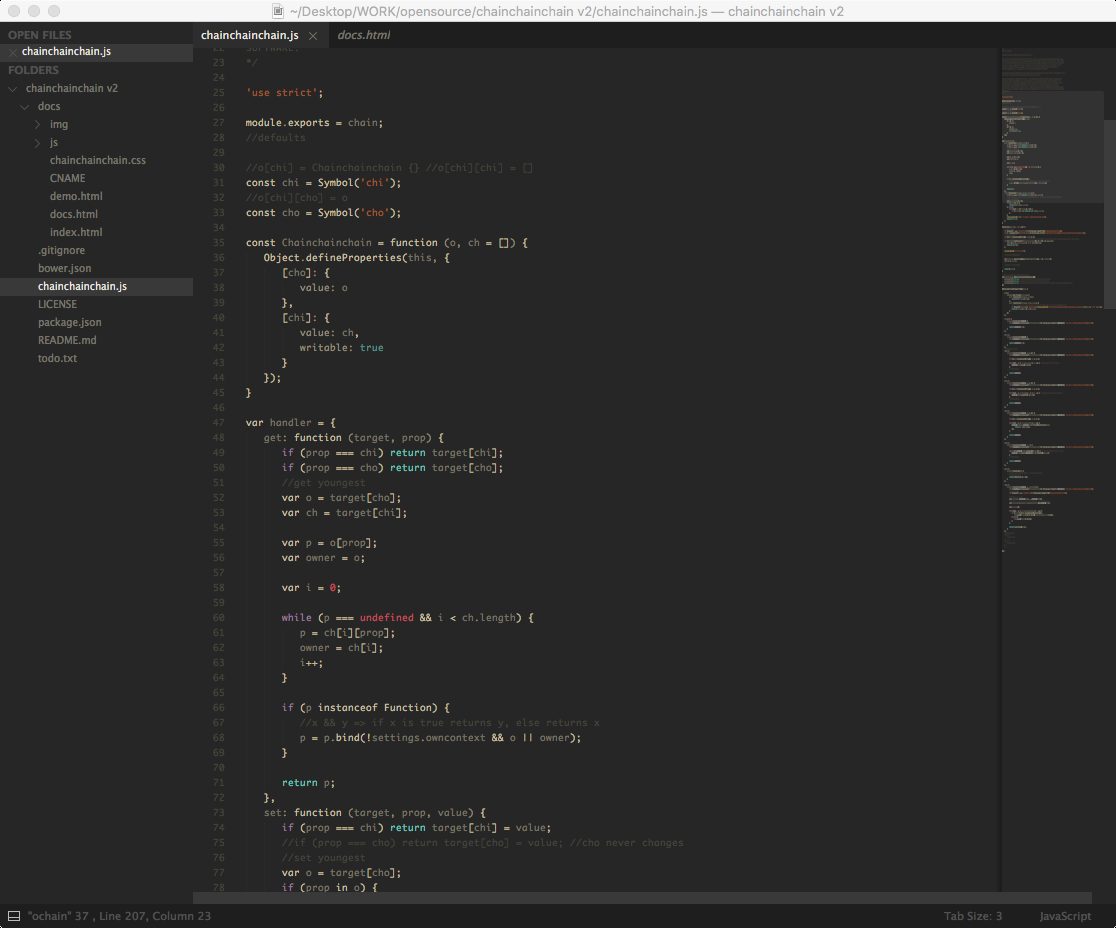 ~/Desktop/WORK/opensource/chainchainchain v2/chainchainchain.js — chainchainchain v2
OPEN FILES
chainchainchain.js
FOLDERS
chainchainchain v2
docs
img
js
chainchainchain.css
CNAME
demo.html
docs.html
index.html
.gitignore
bower.json
chainchainchain.js
LICENSE
package.json
README.md
todo.txt
chainchainchain.js
docs.html
22 SOFTWARE.
23 */
24
25 'use strict';
26
27 module.exports = chain;
28 //defaults
29
30 //o[chi] = Chainchainchain {} //o[chi][chi] = []
31 const chi = Symbol('chi');
32 //o[chi][cho] = o
33 const cho = Symbol('cho');
34
35 const Chainchainchain = function (o, ch = []) {
36 Object.defineProperties(this, {
37 [cho]: {
38 value: o
39 },
40 [chi]: {
41 value: ch,
42 writable: true
43 }
44 });
45 }
46
47 var handler = {
48 get: function (target, prop) {
49 if (prop === chi) return target[chi];
50 if (prop === cho) return target[cho];
51 //get youngest
52 var o = target[cho];
53 var ch = target[chi];
54
55 var p = o[prop];
56 var owner = o;
57
58 var i = 0;
59
60 while (p === undefined && i < ch.length) {
61 p = ch[i][prop];
62 owner = ch[i];
63 i++;
64 }
65
66 if (p instanceof Function) {
67 //x && y => if x is true returns y, else returns x
68 p = p.bind(!settings.owncontext && o || owner);
69 }
70
71 return p;
72 },
73 set: function (target, prop, value) {
74 if (prop === chi) return target[chi] = value;
75 //if (prop === cho) return target[cho] = value; //cho never changes
76 //set youngest
77 var o = target[cho];
78 if (prop in o) {
"ochain" 37 , Line 207, Column 23
Tab Size: 3
JavaScript